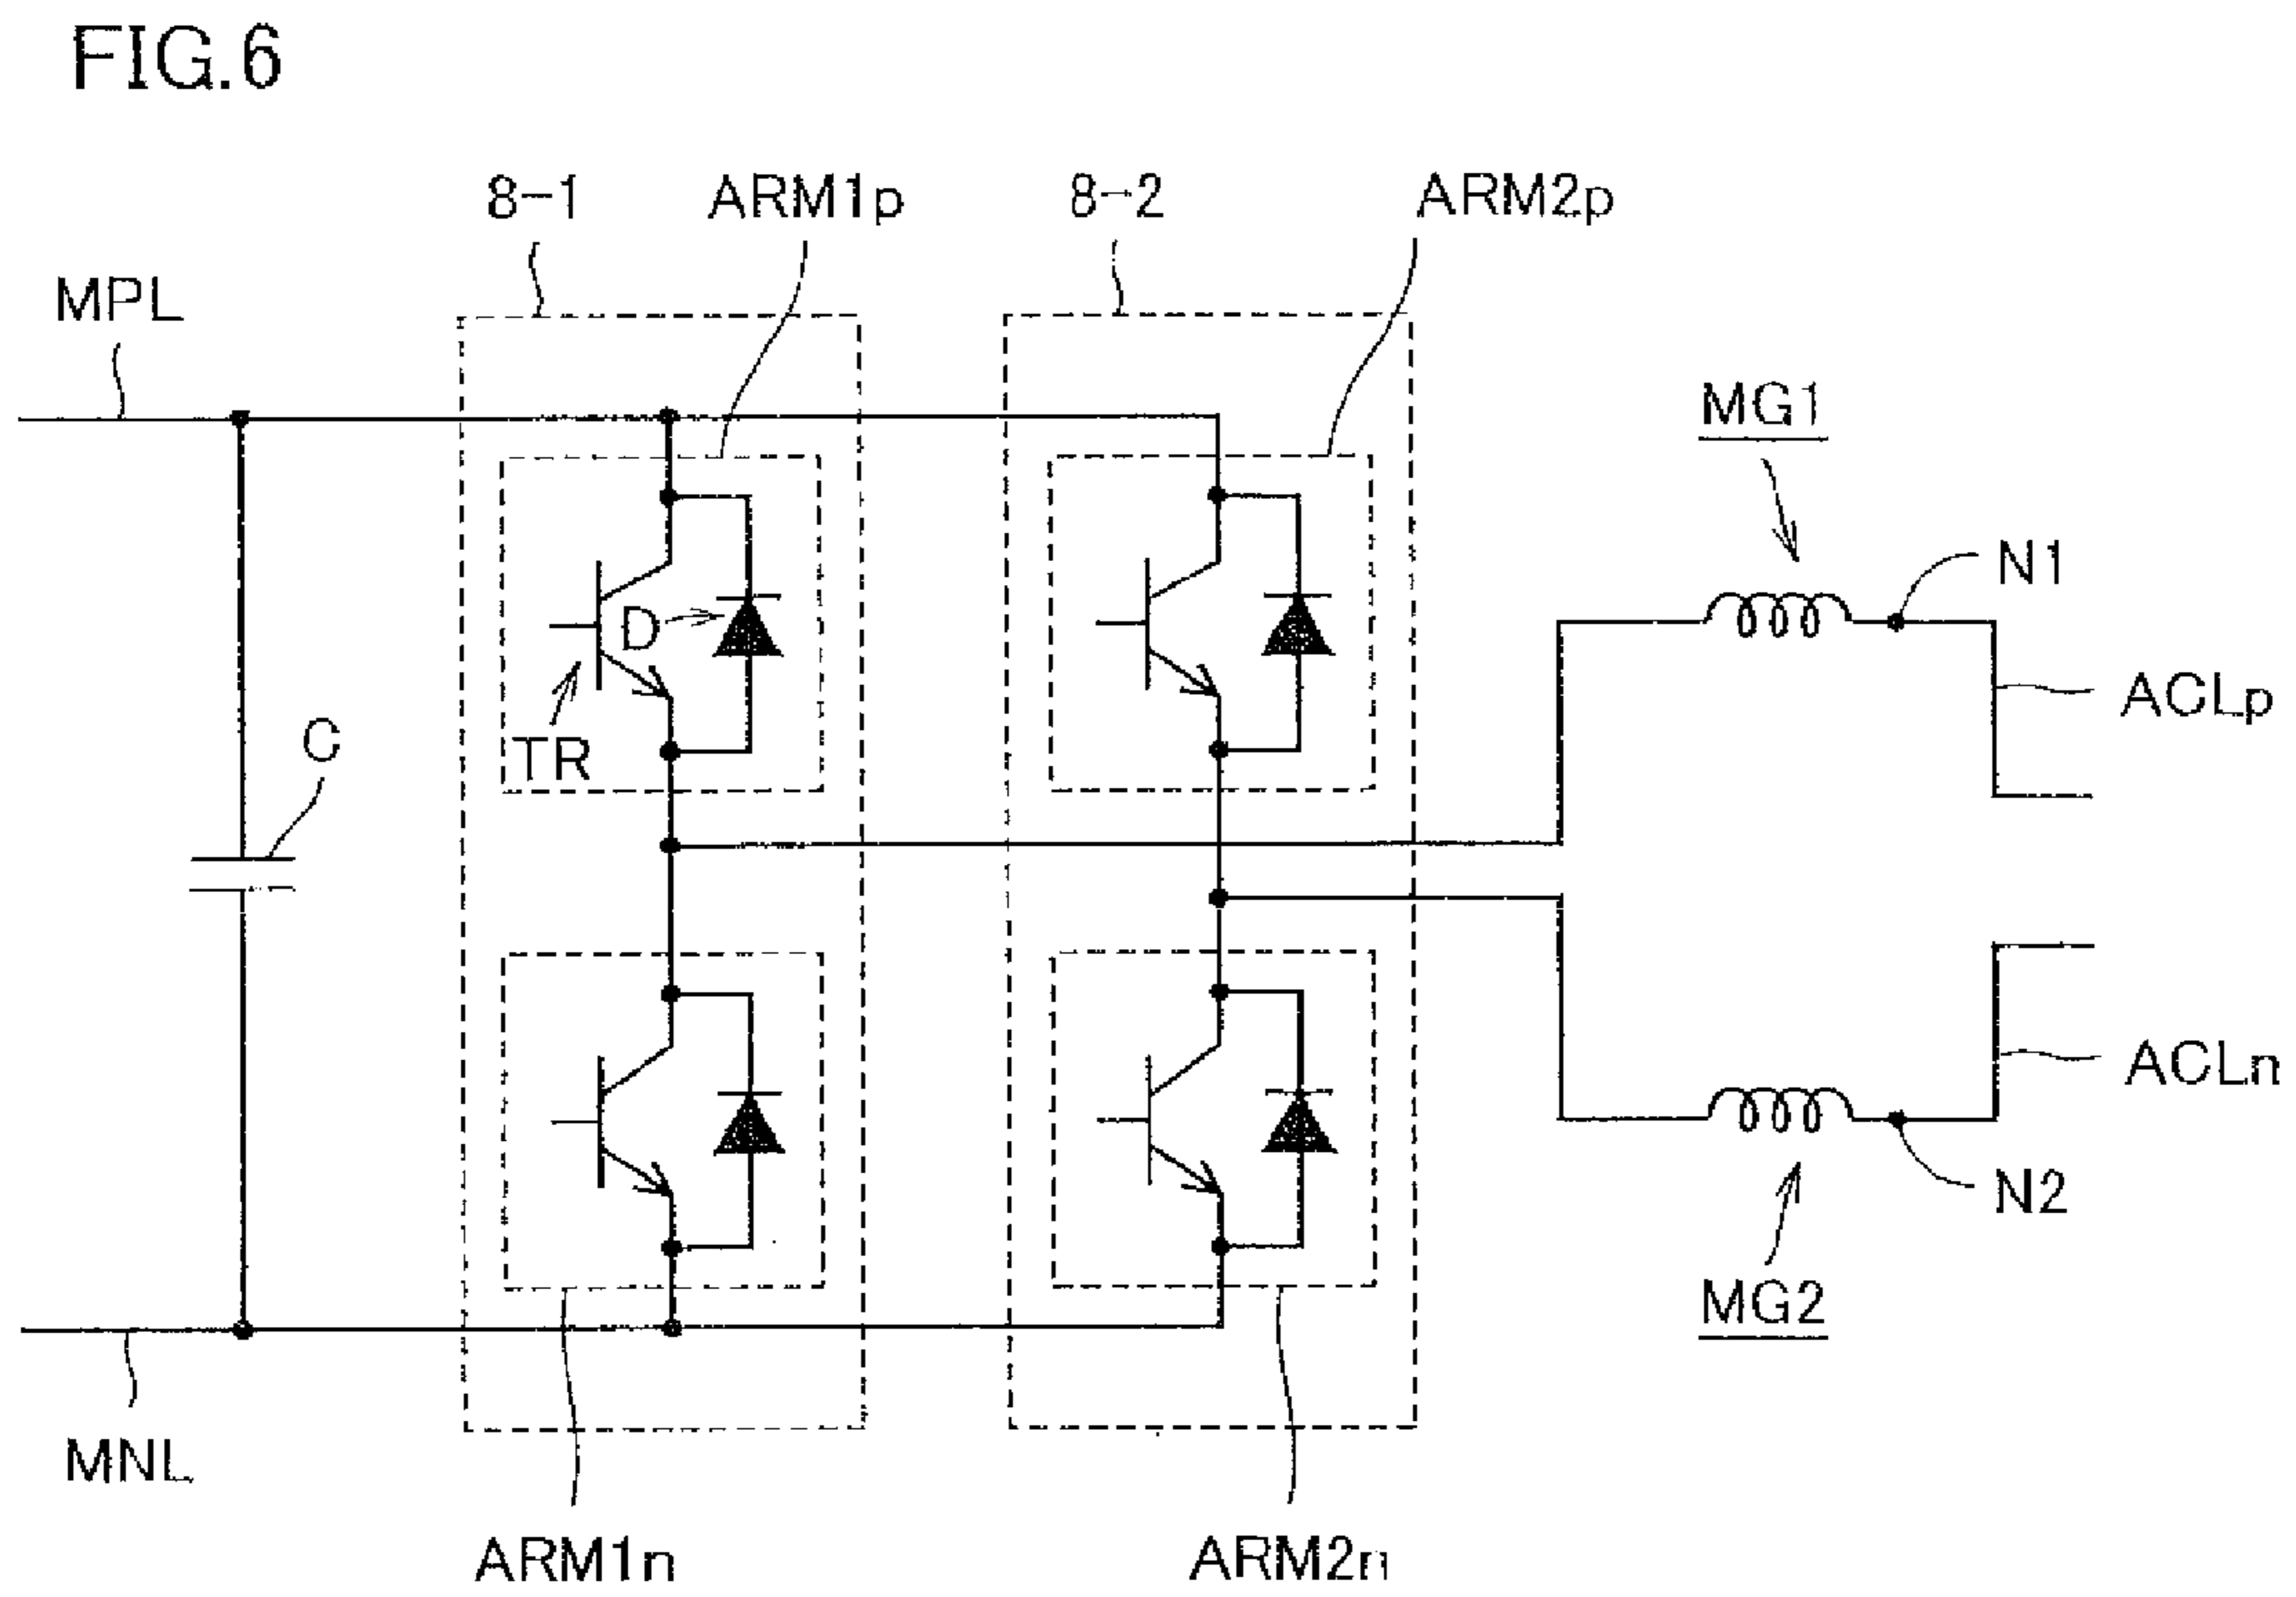 FIG.6
8-1
ARM1p
8-2
ARM2p
MPL
MG1
N1
D
ACLp
TR
C
ACLn
N2
MG2
MNL
ARM1n
ARM2n